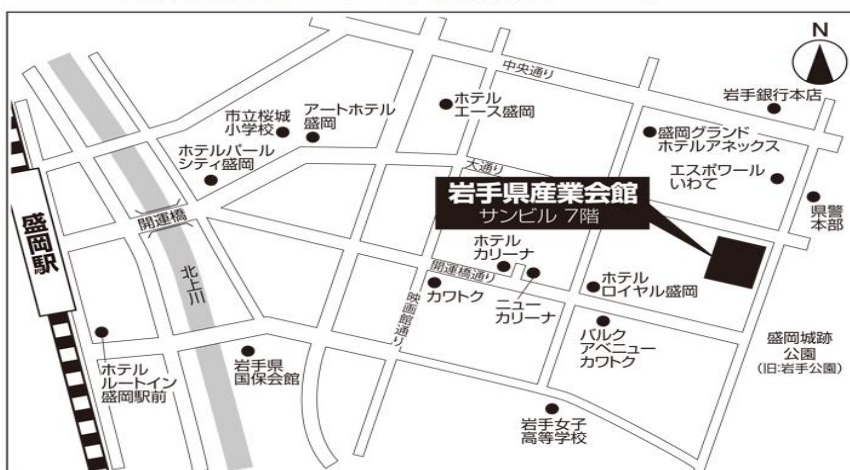 N
中央通り
岩手銀行本店
市立桜城
小学校
アートホテル
盛岡
ホテル
エース盛岡
盛岡グランド
ホテルアネックス
ホテルパール
シティ盛岡
大通り
エスポワール
いわて
岩手県産業会館
サンビル 7階
県警
本部
盛岡駅
開運橋
北上川
ホテル
カリーナ
開運橋通り
カワトク
ニュー
カリーナ
ホテル
ロイヤル盛岡
映画館通り
パルク
アベニュー
カワトク
盛岡城跡
公園
(旧:岩手公園)
ホテル
ルートイン
盛岡駅前
岩手県
国保会館
岩手女子
高等学校